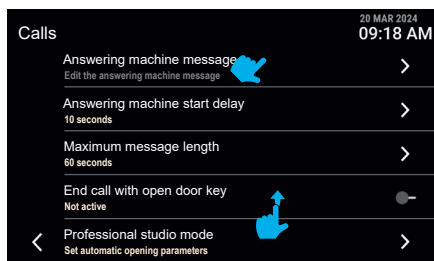 20 MAR 2024
Calls
09:18 AM
Answering machine message
Edit the answering machine message
Answering machine start delay
10 seconds
Maximum message length
60 seconds
End call with open door key
Not active
Professional studio mode
Set automatic opening parameters